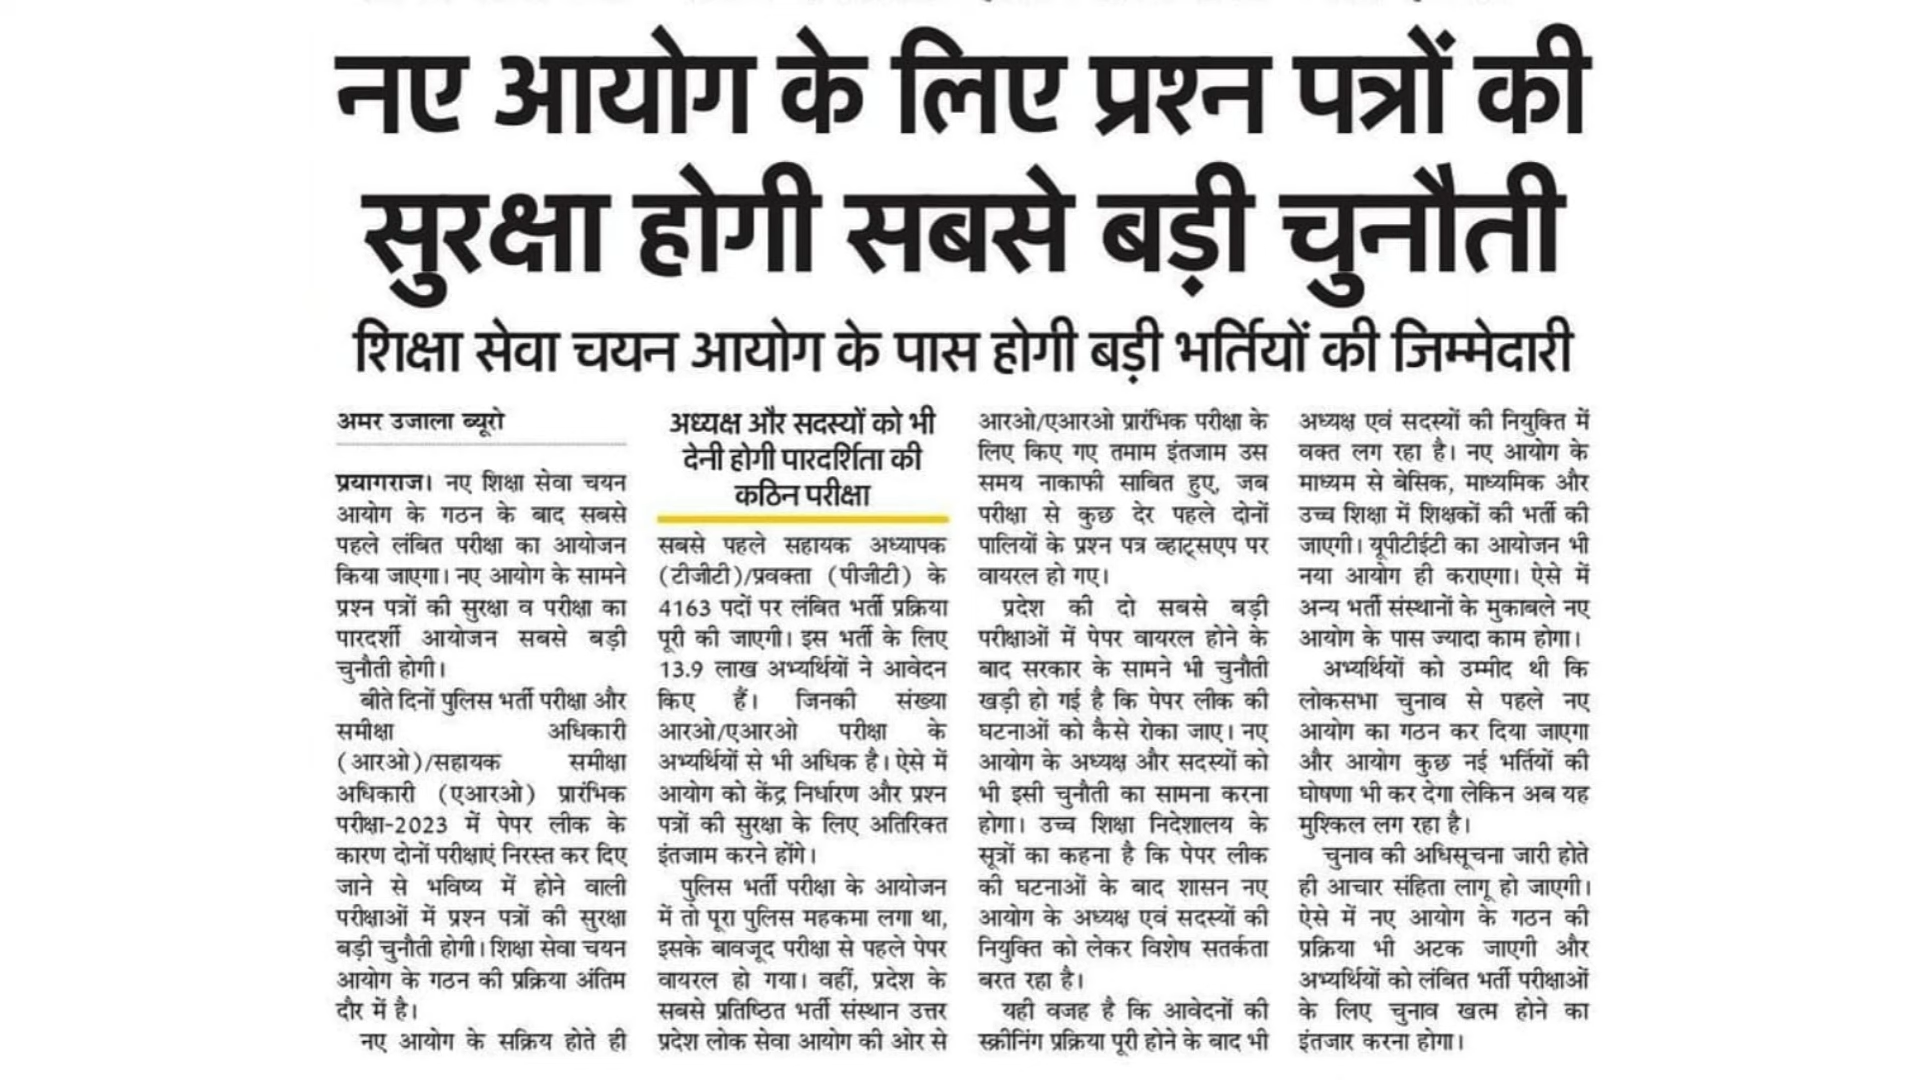 नए आयोग के लिए प्रश्न पत्रों की
सुरक्षा होगी सबसे बड़ी चुनौती
शिक्षा सेवा चयन आयोग के पास होगी बड़ी भर्तियों की जिम्मेदारी
अमर उजाला ब्यूरो
प्रयागराज। नए शिक्षा सेवा चयन
आयोग के गठन के बाद सबसे
पहले लंबित परीक्षा का आयोजन
किया जाएगा। नए आयोग के सामने
प्रश्न पत्रों की सुरक्षा व परीक्षा का
पारदर्शी आयोजन सबसे बड़ी
चुनौती होगी।
बीते दिनों पुलिस भर्ती परीक्षा और
समीक्षा अधिकारी
(आरओ)/सहायक समीक्षा
अधिकारी (एआरओ) प्रारंभिक
परीक्षा-2023 में पेपर लीक के
कारण दोनों परीक्षाएं निरस्त कर दिए
जाने से भविष्य में होने वाली
परीक्षाओं में प्रश्न पत्रों की सुरक्षा
बड़ी चुनौती होगी। शिक्षा सेवा चयन
आयोग के गठन की प्रक्रिया अंतिम
दौर में है।
नए आयोग के सक्रिय होते ही
अध्यक्ष और सदस्यों को भी
देनी होगी पारदर्शिता की
कठिन परीक्षा
सबसे पहले सहायक अध्यापक
(टीजीटी)/प्रवक्ता (पीजीटी) के
4163 पदों पर लंबित भर्ती प्रक्रिया
पूरी की जाएगी। इस भर्ती के लिए
13.9 लाख अभ्यर्थियों ने आवेदन
किए हैं। जिनकी संख्या
आरओ/एआरओ परीक्षा के
अभ्यर्थियों से भी अधिक है। ऐसे में
आयोग को केंद्र निर्धारण और प्रश्न
पत्रों की सुरक्षा के लिए अतिरिक्त
इंतजाम करने होंगे।
पुलिस भर्ती परीक्षा के आयोजन
में तो पूरा पुलिस महकमा लगा था,
इसके बावजूद परीक्षा से पहले पेपर
वायरल हो गया। वहीं, प्रदेश के
सबसे प्रतिष्ठित भर्ती संस्थान उत्तर
प्रदेश लोक सेवा आयोग की ओर से
आरओ/एआरओ प्रारंभिक परीक्षा के
लिए किए गए तमाम इंतजाम उस
समय नाकाफी साबित हुए, जब
परीक्षा से कुछ देर पहले दोनों
पालियों के प्रश्न पत्र व्हाट्सएप पर
वायरल हो गए।
प्रदेश की दो सबसे बड़ी
परीक्षाओं में पेपर वायरल होने के
बाद सरकार के सामने भी चुनौती
खड़ी हो गई है कि पेपर लीक की
घटनाओं को कैसे रोका जाए। नए
आयोग के अध्यक्ष और सदस्यों को
भी इसी चुनौती का सामना करना
होगा। उच्च शिक्षा निदेशालय के
सूत्रों का कहना है कि पेपर लीक
की घटनाओं के बाद शासन नए
आयोग के अध्यक्ष एवं सदस्यों की
नियुक्ति को लेकर विशेष सतर्कता
बरत रहा है।
यही वजह है कि आवेदनों की
स्क्रीनिंग प्रक्रिया पूरी होने के बाद भी
अध्यक्ष एवं सदस्यों की नियुक्ति में
वक्त लग रहा है। नए आयोग के
माध्यम से बेसिक, माध्यमिक और
उच्च शिक्षा में शिक्षकों की भर्ती की
जाएगी। यूपीटीईटी का आयोजन भी
नया आयोग ही कराएगा। ऐसे में
अन्य भर्ती संस्थानों के मुकाबले नए
आयोग के पास ज्यादा काम होगा।
अभ्यर्थियों को उम्मीद थी कि
लोकसभा चुनाव से पहले नए
आयोग का गठन कर दिया जाएगा
और आयोग कुछ नई भर्तियों की
घोषणा भी कर देगा लेकिन अब यह
मुश्किल लग रहा है।
चुनाव की अधिसूचना जारी होते
ही आचार संहिता लागू हो जाएगी।
ऐसे में नए आयोग के गठन की
प्रक्रिया भी अटक जाएगी और
अभ्यर्थियों को लंबित भर्ती परीक्षाओं
के लिए चुनाव खत्म होने का
इंतजार करना होगा।